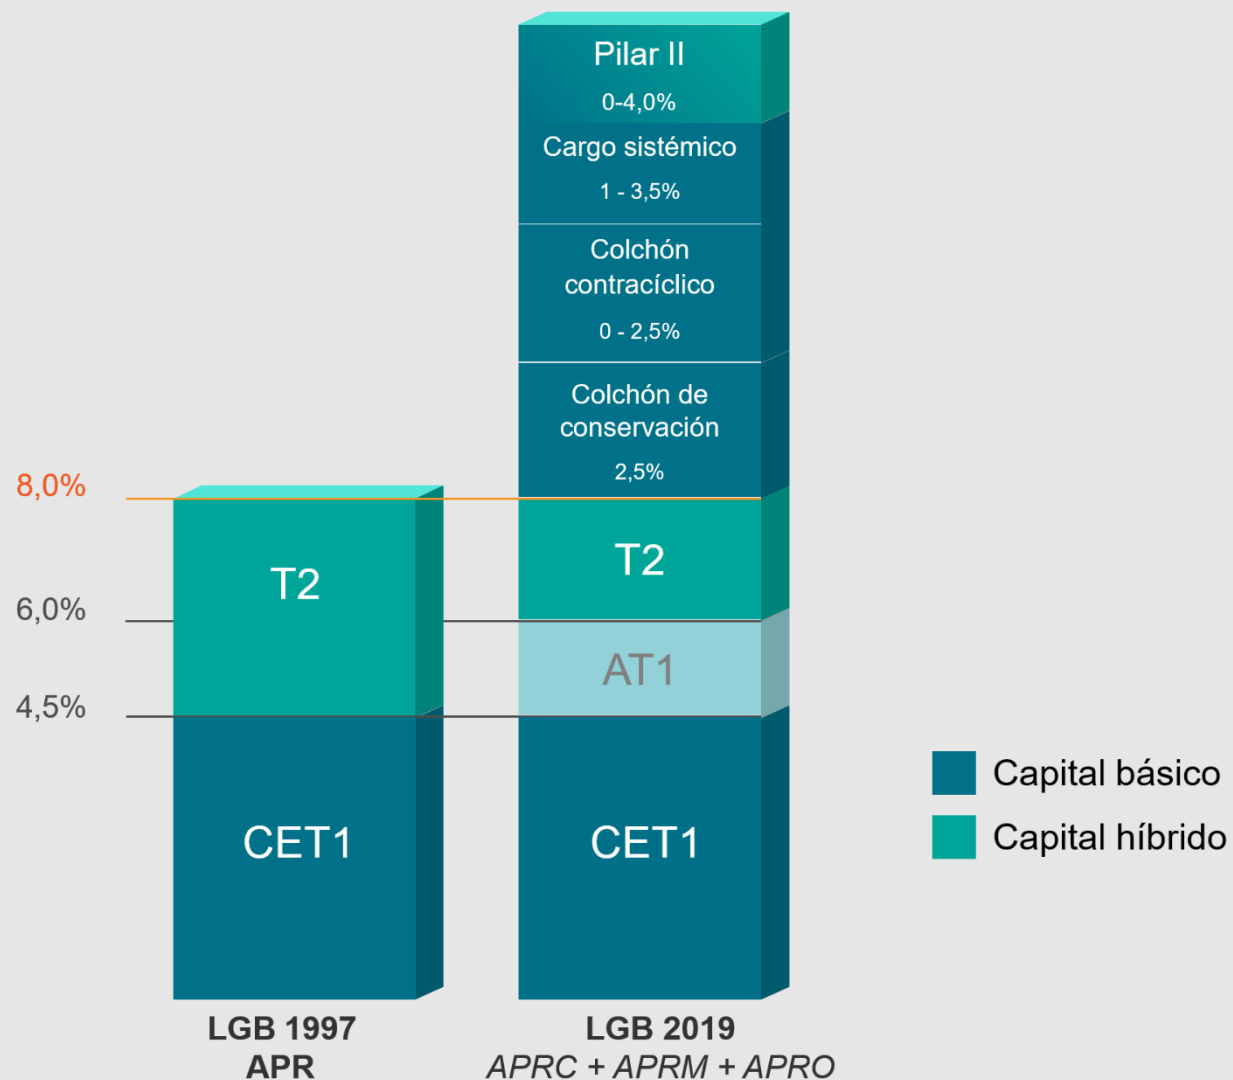 Pilar II
0-4,0%
Cargo sistémico
1 - 3,5%
Colchón
contracíclico
0 - 2,5%
Colchón de
conservación
2,5%
8,0%
T2
T2
6,0%
AT1
4,5%
CET1
CET1
Capital básico
Capital híbrido
LGB 1997
APR
LGB 2019
APRC + APRM + APRO